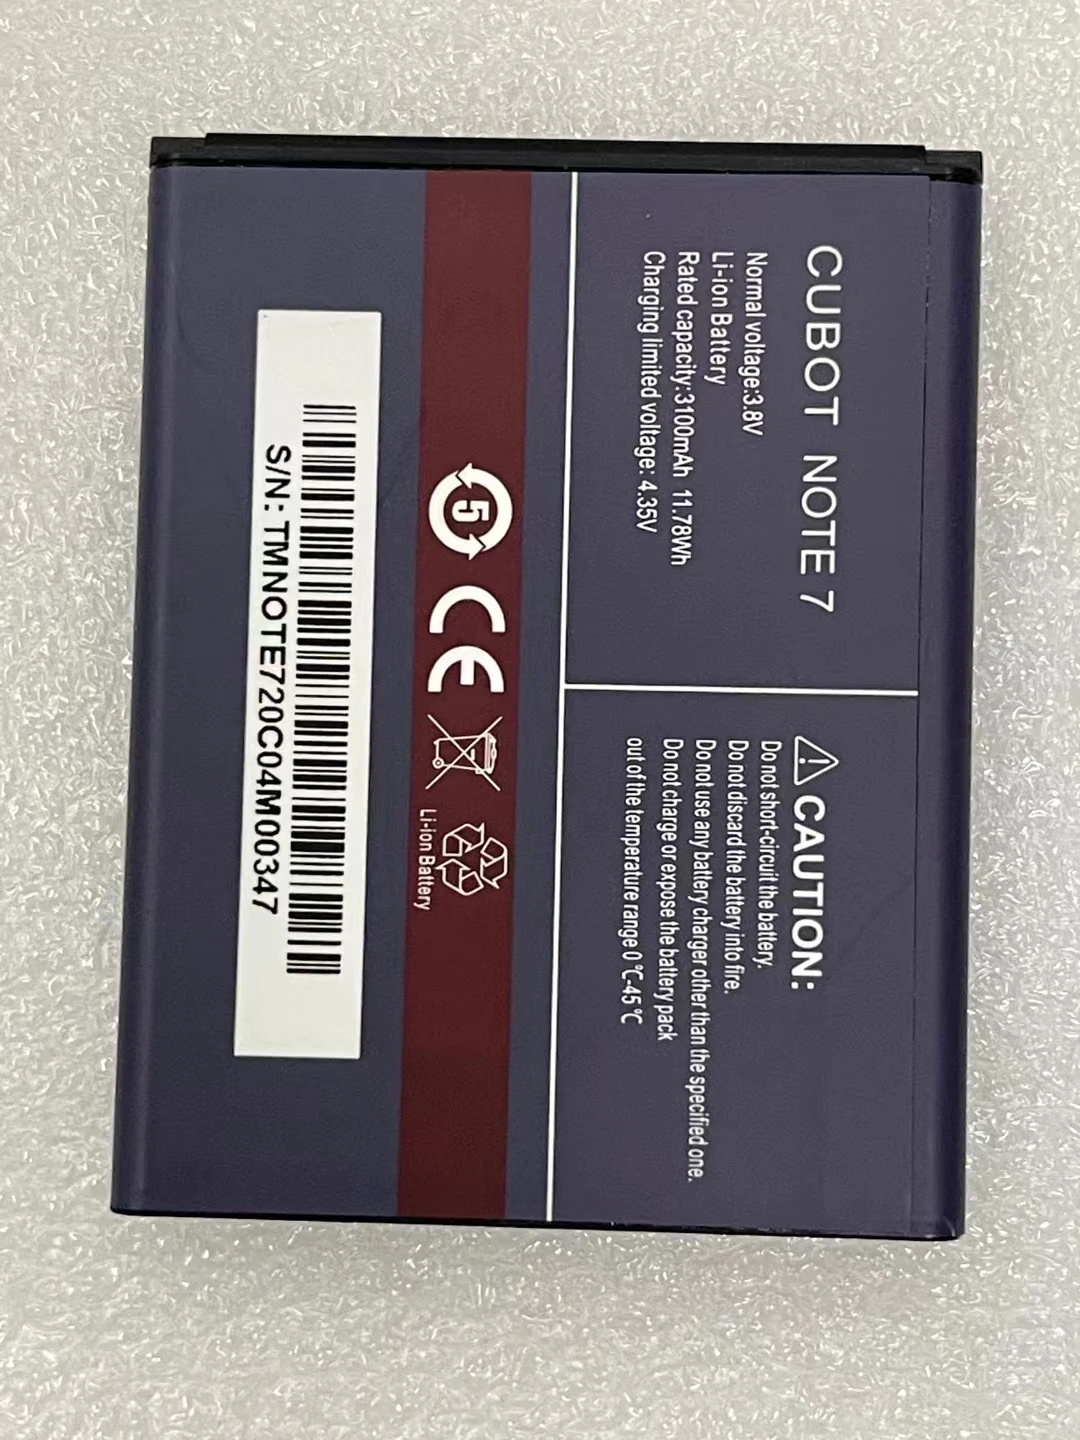 CUBOT NOTE 7
Normal voltage:3.8V
Li-ion Battery
Rated capacity:3100mAh 11.78Wh
Charging limited voltage: 4.35V
CAUTION:
Do not short-circuit the battery.
Do not discard the battery into fire.
Do not use any battery charger other than the specified one.
Do not charge or expose the battery pack
out of the temperature range 0℃-45℃
5
CE
Li-ion Battery
S/N: TMNOTE720C04M00347